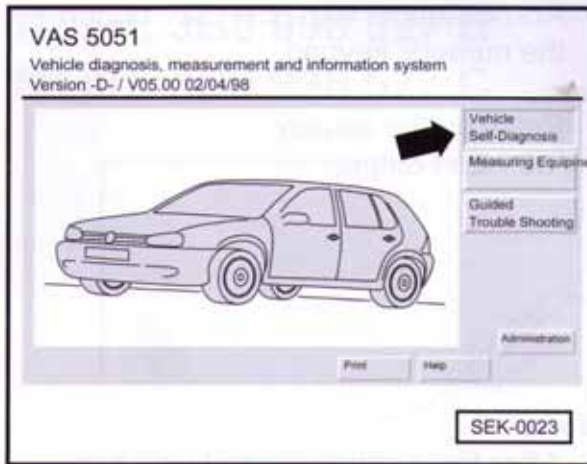 VAS 5051
Vehicle diagnosis, measurement and information system
Version -D- / V05.00 02/04/98
Vehicle
Self-Diagnosis
Measuring Equipme
Guided
Trouble Shooting
Administration
Print
Help
SEK-0023